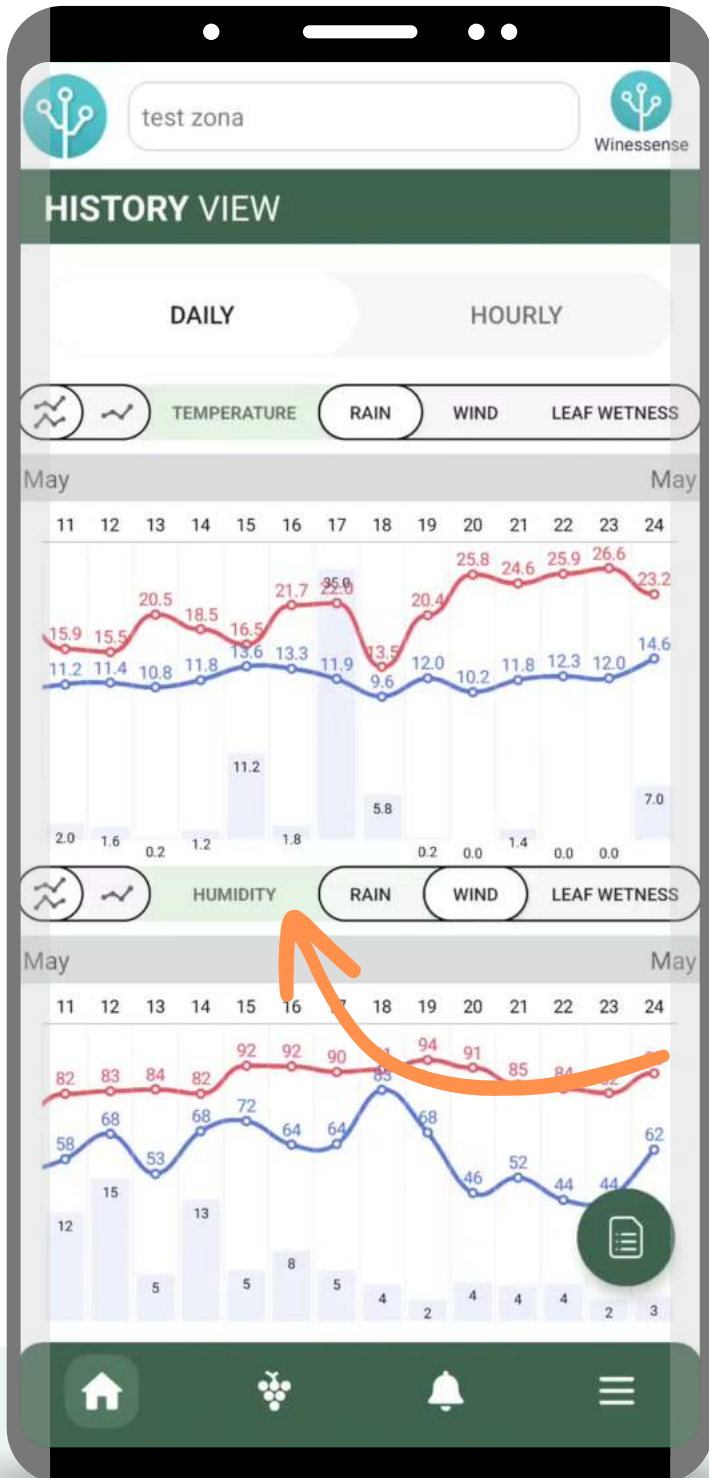 test zona
Winessense
HISTORY VIEW
DAILY HOURLY
TEMPERATURE RAIN WIND LEAF WETNESS
May May
11 12 13 14 15 16 17 18 19 20 21 22 23 24
15.9 15.5 20.5 18.5 16.5 21.7 22.0 13.5 20.4 25.8 24.6 25.9 26.6 23.2
11.2 11.4 10.8 11.8 13.6 13.3 11.9 9.6 12.0 10.2 11.8 12.3 12.0 14.6
2.0 1.6 0.2 1.2 11.2 1.8 35.0 5.8 0.2 0.0 1.4 0.0 0.0 7.0
HUMIDITY RAIN WIND LEAF WETNESS
May May
11 12 13 14 15 16 18 19 20 21 22 23 24
82 83 84 82 92 92 90 94 91 85 84
58 68 53 68 72 64 64 83 68 46 52 44 44 62
12 15 5 13 5 8 5 4 2 4 4 4 2 3